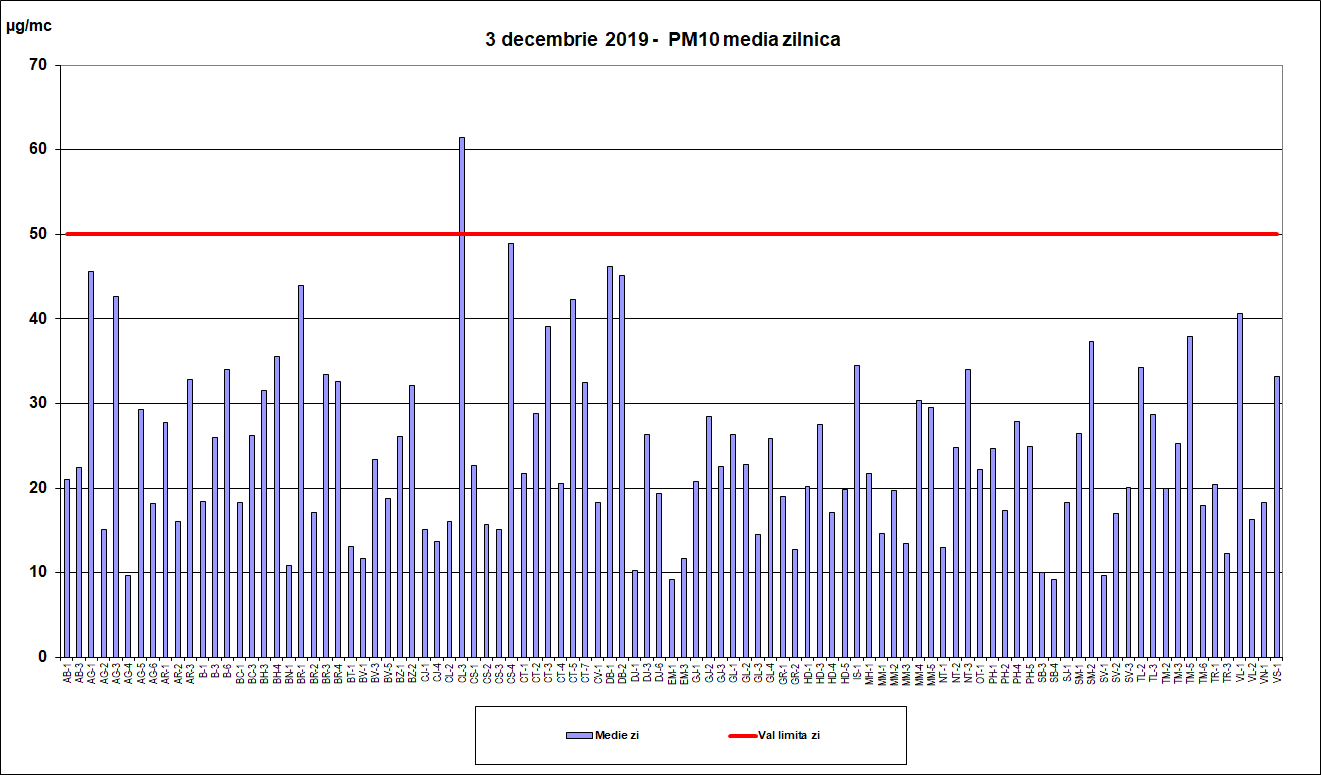 µg/mc
3 decembrie 2019 - PM10 media zilnica
70
60
50
40
30
20
10
0
AB-1 AB-3 AG-1 AG-2 AG-3 AG-4 AG-5 AG-6 AR-1 AR-2 AR-3 B-1 B-3 B-6 BC-1 BC-3 BH-3 BH-4 BN-1 BR-1 BR-2 BR-3 BR-4 BT-1 BV-1 BV-3 BV-5 BZ-1 BZ-2 CJ-1 CJ-4 CL-2 CL-3 CS-1 CS-2 CS-3 CS-4 CT-1 CT-2 CT-3 CT-4 CT-5 CT-7 CV-1 DB-1 DB-2 DJ-1 DJ-3 DJ-6 EM-1 EM-3 GJ-1 GJ-2 GJ-3 GL-1 GL-2 GL-3 GL-4 GR-1 GR-2 HD-1 HD-3 HD-4 HD-5 IS-1 MH-1 MM-1 MM-2 MM-3 MM-4 MM-5 NT-1 NT-2 NT-3 OT-1 PH-1 PH-2 PH-4 PH-5 SB-3 SB-4 SJ-1 SM-1 SM-2 SV-1 SV-2 SV-3 TL-2 TL-3 TM-2 TM-3 TM-5 TM-6 TR-1 TR-3 VL-1 VL-2 VN-1 VS-1
Medie zi
Val limita zi